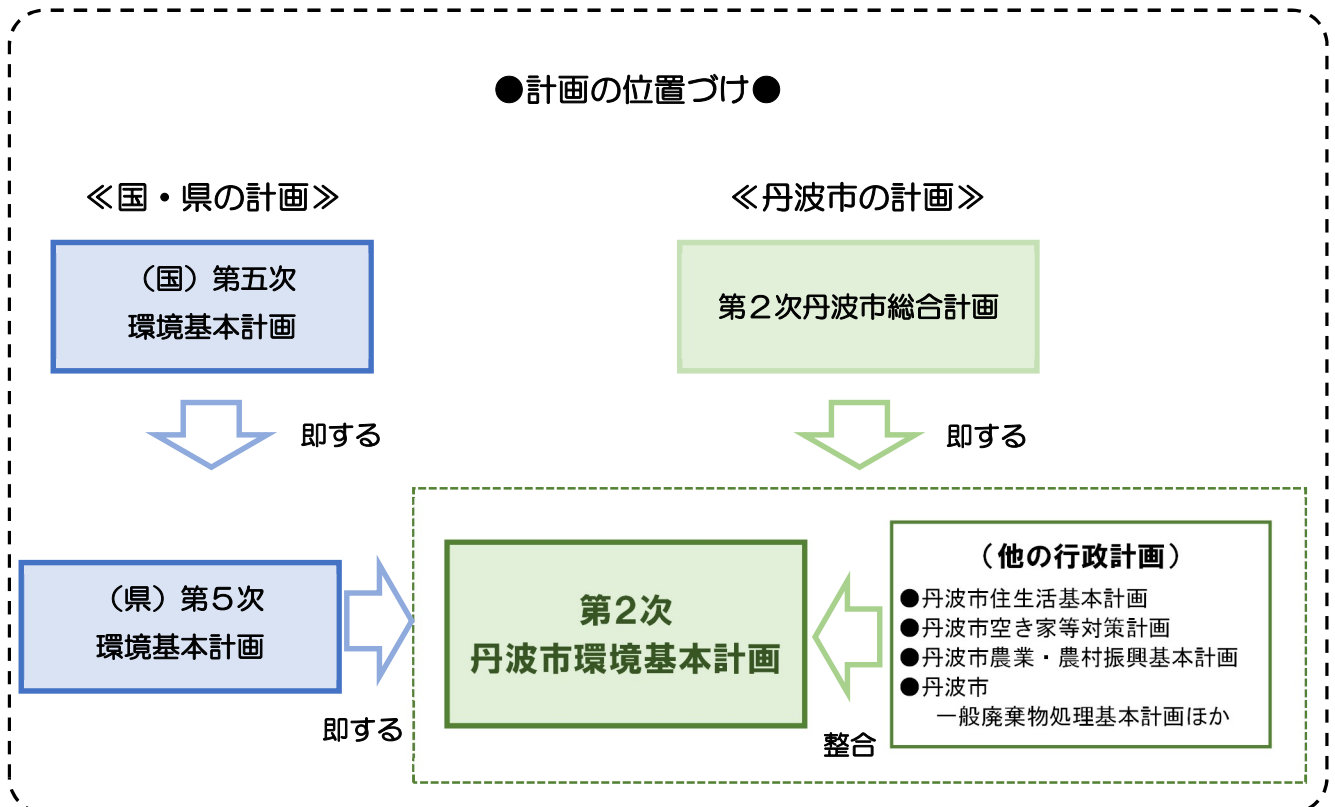 ●計画の位置づけ●
≪国・県の計画≫
≪丹波市の計画≫
（国）第五次
環境基本計画
第２次丹波市総合計画
即する
即する
（県）第５次
環境基本計画
即する
第2次
丹波市環境基本計画
（他の行政計画）
●丹波市住生活基本計画
●丹波市空き家等対策計画
●丹波市農業・農村振興基本計画
●丹波市
一般廃棄物処理基本計画ほか
整合